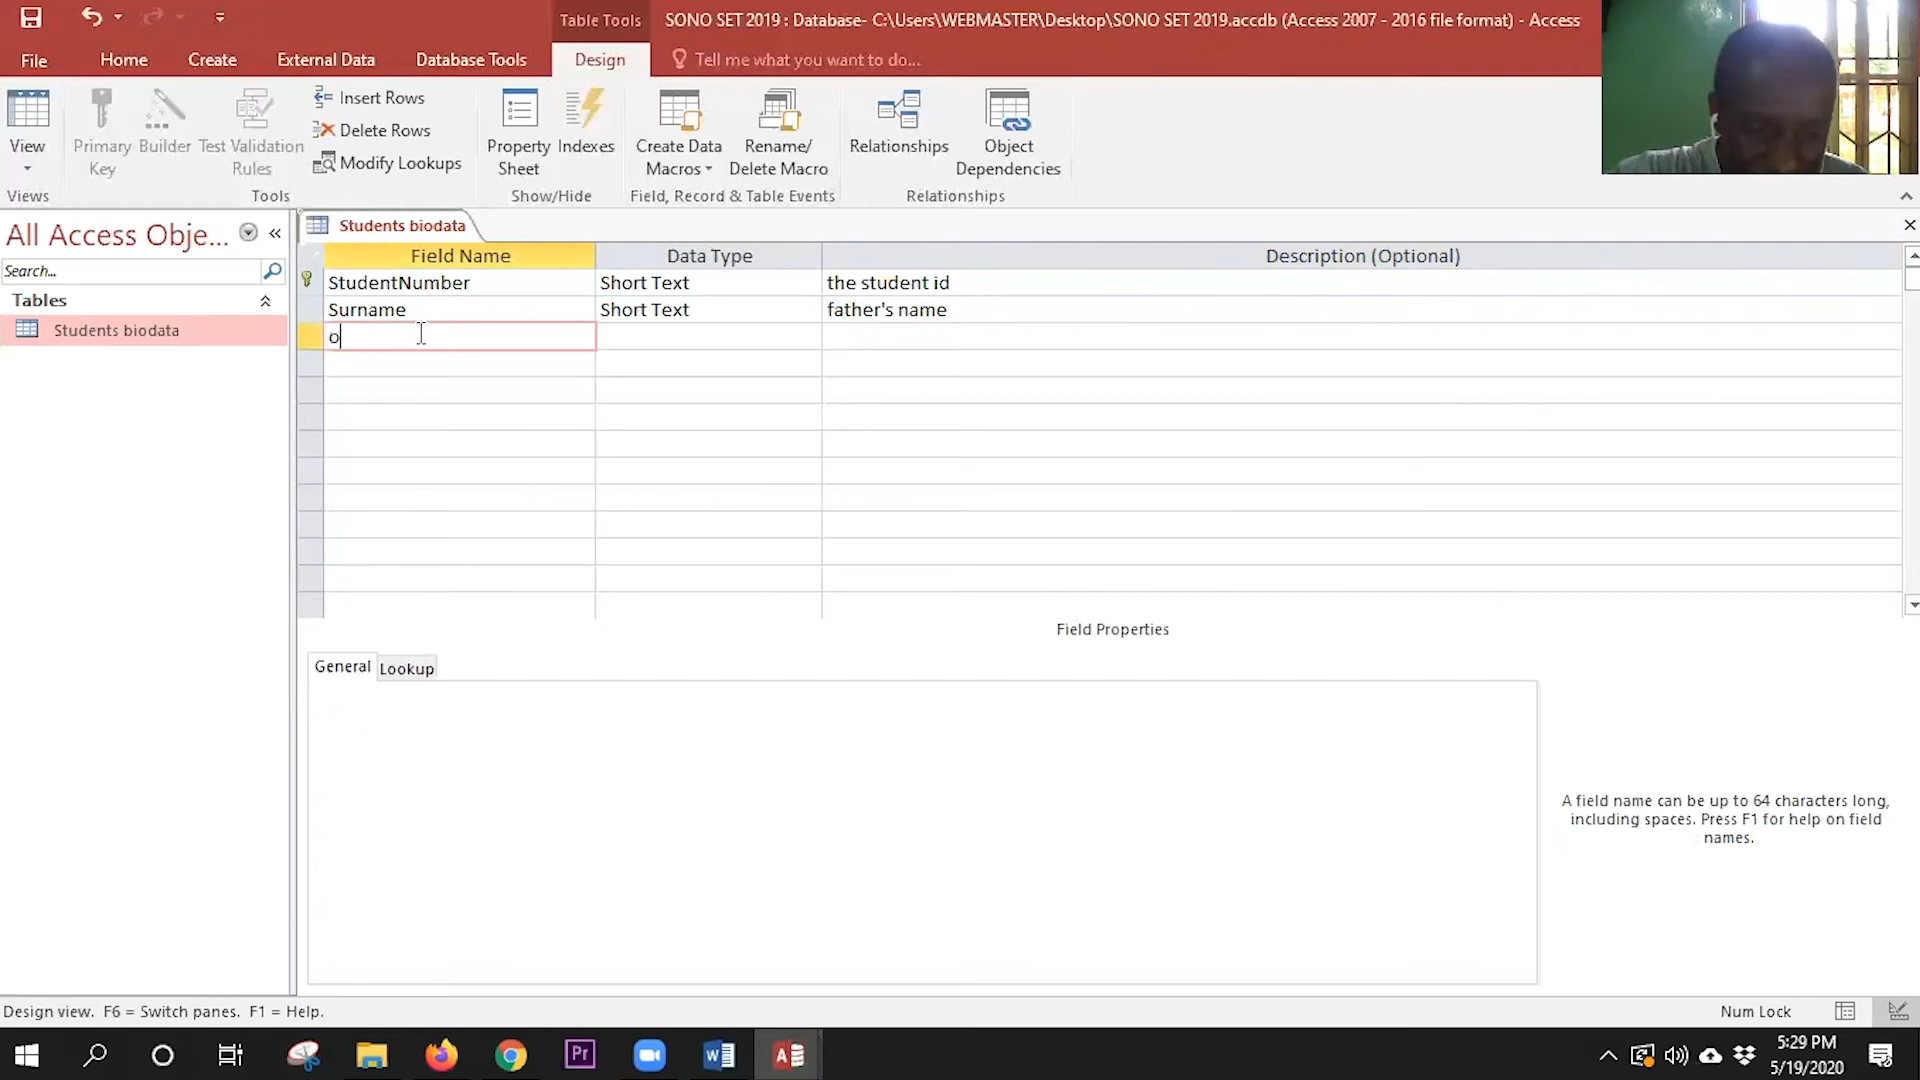 Table Tools
SONO SET 2019 : Database- C:\Users\WEBMASTER\Desktop\SONO SET 2019.accdb (Access 2007 - 2016 file format) - Access
File Home Create External Data Database Tools Design Tell me what you want to do...
View
Primary Key
Builder
Test Validation Rules
Insert Rows
Delete Rows
Modify Lookups
Property Sheet
Indexes
Create Data Macros
Rename/ Delete Macro
Relationships
Object Dependencies
Views Tools Show/Hide Field, Record & Table Events Relationships
All Access Obje...
Search...
Tables
Students biodata
Students biodata
Field Name Data Type Description (Optional)
StudentNumber Short Text the student id
Surname Short Text father's name
o
Field Properties
General Lookup
A field name can be up to 64 characters long,
including spaces. Press F1 for help on field
names.
Design view. F6 = Switch panes. F1 = Help.
Num Lock
Pr
5:29 PM
5/19/2020